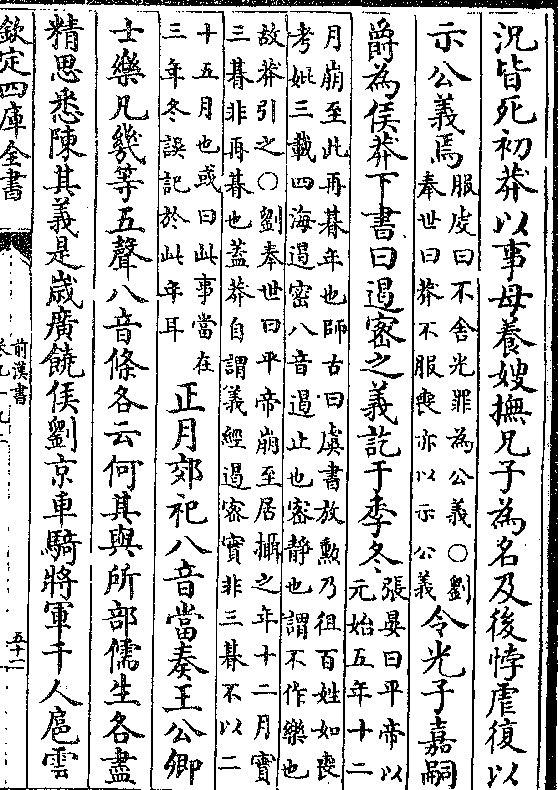 況皆死初莽以事母養嫂撫兄子為名及後悖虐復以
示公義焉服虔曰不舍光罪為公義〇劉奉世曰莽不服喪亦以示公義令光子嘉嗣
爵為侯莽下書曰遏密之義訖于季冬張晏曰平帝以元始五年十二
月崩至此再朞年也師古曰虞書放勲乃徂百姓如喪
考妣三載四海遏密八音遏止也密靜也謂不作樂也
故莽引之〇劉奉世曰平帝崩至居攝之年十二月實
三朞非再朞也蓋莽自謂義經遏密實非三朞不以二
十五月也或曰此事當在三年冬誤記於此年耳正月郊祀八音當奏王公卿
士樂凡幾等五聲八音條各云何其與所部儒生各盡
精思悉陳其義是歲廣饒侯劉京車騎將軍千人扈雲
欽定四庫全書
前漢書
五十二